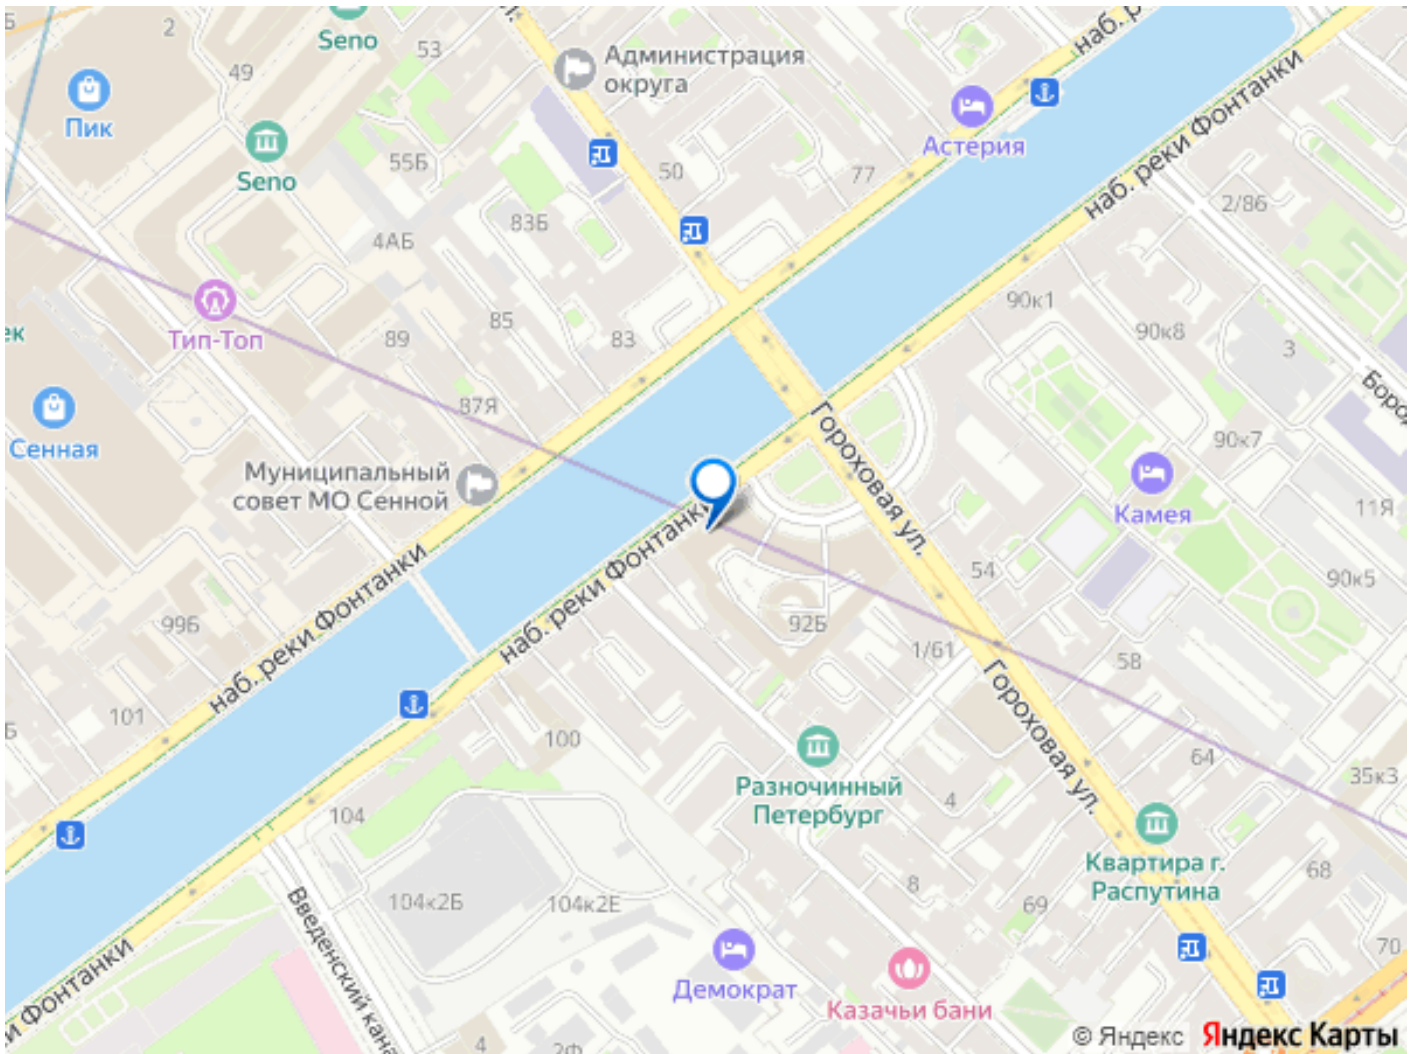 2
Seno
53
Администрация
округа
наб. р
49
Пик
Астерия
наб. реки Фонтанки
Seno
55Б
50
77
2/86
83Б
4АБ
90к1
Тип-Топ
85
89
83
90к8
3
ек
Сенная
87Я
Гороховая ул.
90к7
Боро
Муниципальный
совет МО Сенной
Камея
11Я
наб. реки Фонтанки
наб. реки Фонтанки
54
90к5
99Б
92Б
1/61
58
101
Б
100
Гороховая ул.
64
35к3
Разночинный
Петербург
4
104
Квартира г.
Распутина
68
8
104к2Б
104к2Е
69
Введенский кана
и Фонтанки
70
Демократ
Казачьи бани
4
2Ф
© Яндекс Яндекс Карты